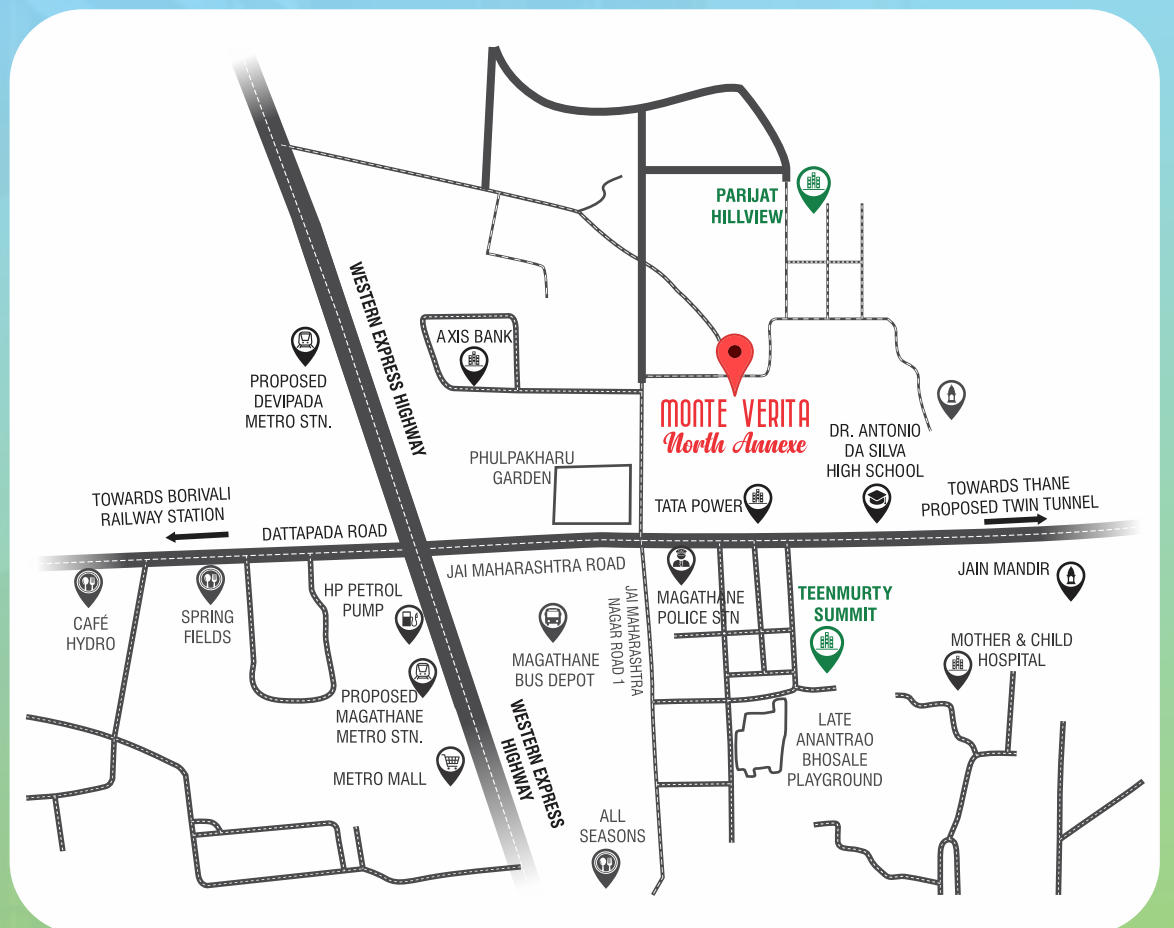 PARIJAT
HILLVIEW
WESTERN EXPRESS HIGHWAY
AXIS BANK
PROPOSED
DEVIPADA
METRO STN.
MONTE VERITA
North Annexe
DR. ANTONIO
DA SILVA
HIGH SCHOOL
PHULPAKHARU
GARDEN
TATA POWER
TOWARDS BORIVALI
RAILWAY STATION
TOWARDS THANE
PROPOSED TWIN TUNNEL
DATTAPADA ROAD
JAI MAHARASHTRA ROAD
CAFÉ
HYDRO
SPRING
FIELDS
HP PETROL
PUMP
MAGATHANE
BUS DEPOT
JAI MAHARASHTRA
NAGAR ROAD 1
MAGATHANE
POLICE STN
TEENMURTY
SUMMIT
JAIN MANDIR
MOTHER & CHILD
HOSPITAL
PROPOSED
MAGATHANE
METRO STN.
METRO MALL
WESTERN EXPRESS
HIGHWAY
LATE
ANANTRAO
BHOSALE
PLAYGROUND
ALL
SEASONS